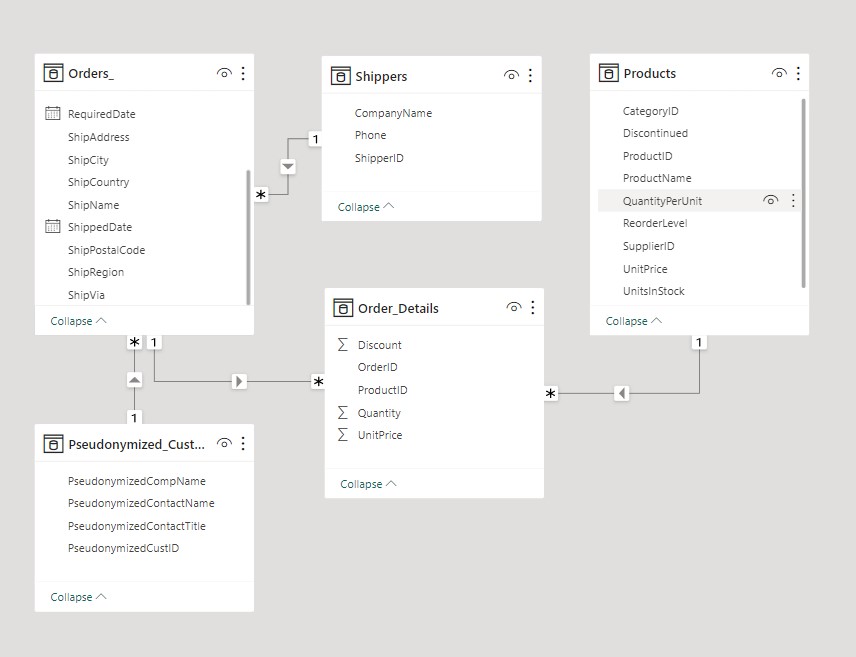 Orders_
RequiredDate
ShipAddress
ShipCity
ShipCountry
ShipName
ShippedDate
ShipPostalCode
ShipRegion
ShipVia
Collapse
Shippers
CompanyName
Phone
ShipperID
Collapse
Products
CategoryID
Discontinued
ProductID
ProductName
QuantityPerUnit
ReorderLevel
SupplierID
UnitPrice
UnitsInStock
Collapse
1
*
* 1
*
1
Order_Details
∑ Discount
OrderID
ProductID
∑ Quantity
∑ UnitPrice
Collapse
1
*
Pseudonymized_Cust...
PseudonymizedCompName
PseudonymizedContactName
PseudonymizedContactTitle
PseudonymizedCustID
Collapse